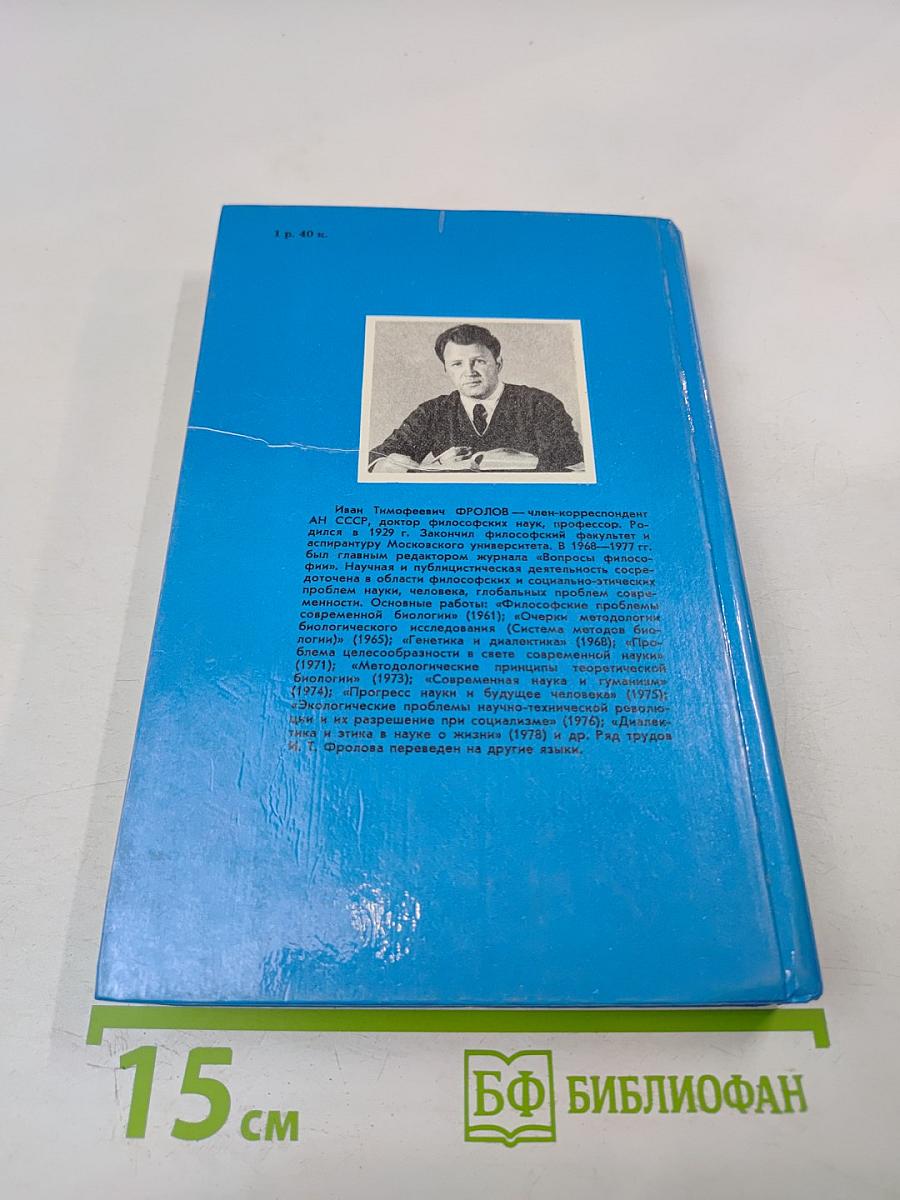 1 р. 40 к.
Иван Тимофеевич ФРОЛОВ — член-корреспондент
АН СССР, доктор философских наук, профессор. Ро-
дился в 1929 г. Закончил философский факультет и
аспирантуру Московского университета. В 1968—1977 гг.
был главным редактором журнала «Вопросы филосо-
фии». Научная и публицистическая деятельность сосре-
доточена в области философских и социально-этических
проблем науки, человека, глобальных проблем совре-
менности. Основные работы: «Философские проблемы
современной биологии» (1961); «Очерки методологии
биологического исследования (Система методов био-
логии)» (1965); «Генетика и диалектика» (1968); «Про-
блема целесообразности в свете современной науки»
(1971); «Методологические принципы теоретической
биологии» (1973); «Современная наука и гуманизм»
(1974); «Прогресс науки и будущее человека» (1975);
«Экологические проблемы научно-технической револю-
ции и их разрешение при социализме» (1976); «Диалек-
тика и этика в науке о жизни» (1978) и др. Ряд трудов
И. Т. Фролова переведен на другие языки.
15 см
БФ БИБЛИОФАН